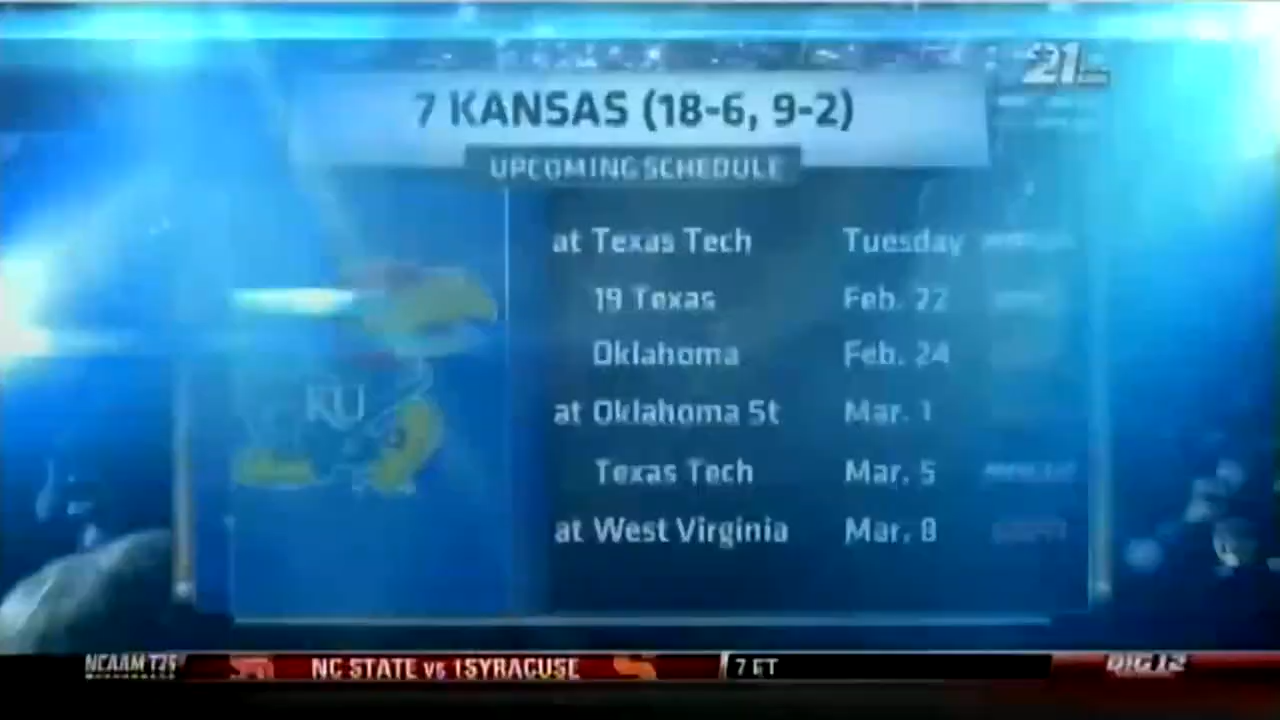 21
7 KANSAS (18-6, 9-2)
UPCOMING SCHEDULE
at Texas Tech Tuesday
19 Texas Feb. 22
Oklahoma Feb. 24
at Oklahoma St Mar. 1
Texas Tech Mar. 5
at West Virginia Mar. 8
KU
NCAAM T25 NC STATE vs 1 SYRACUSE 7 ET BIG 12